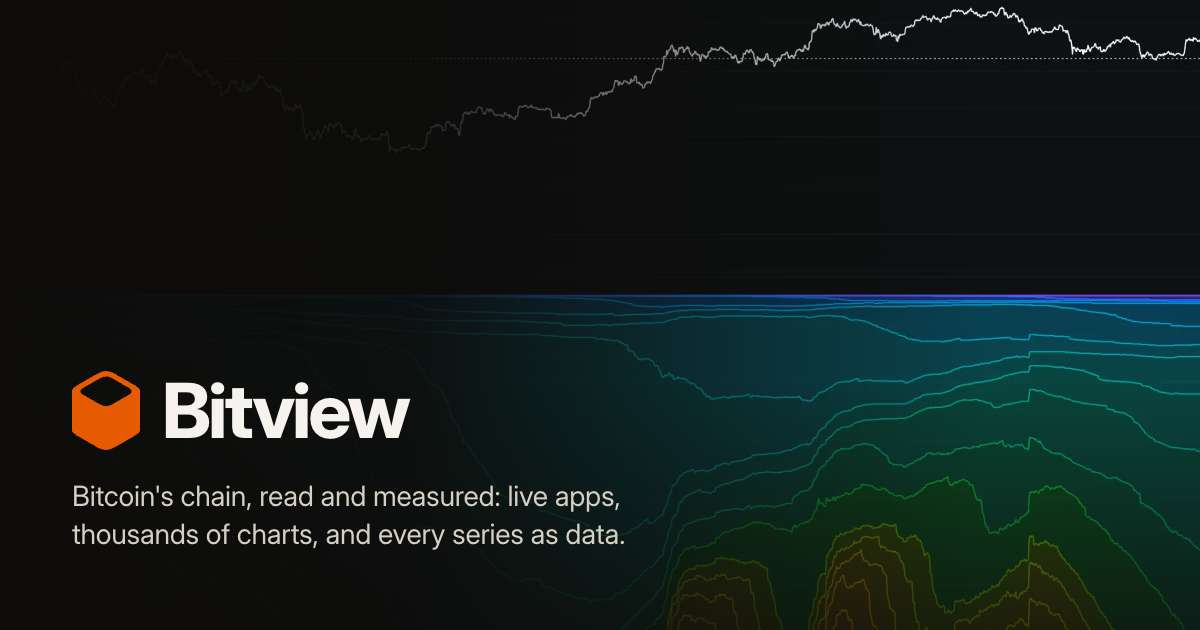 Bitview
Bitcoin's chain, read and measured: live apps,
thousands of charts, and every series as data.